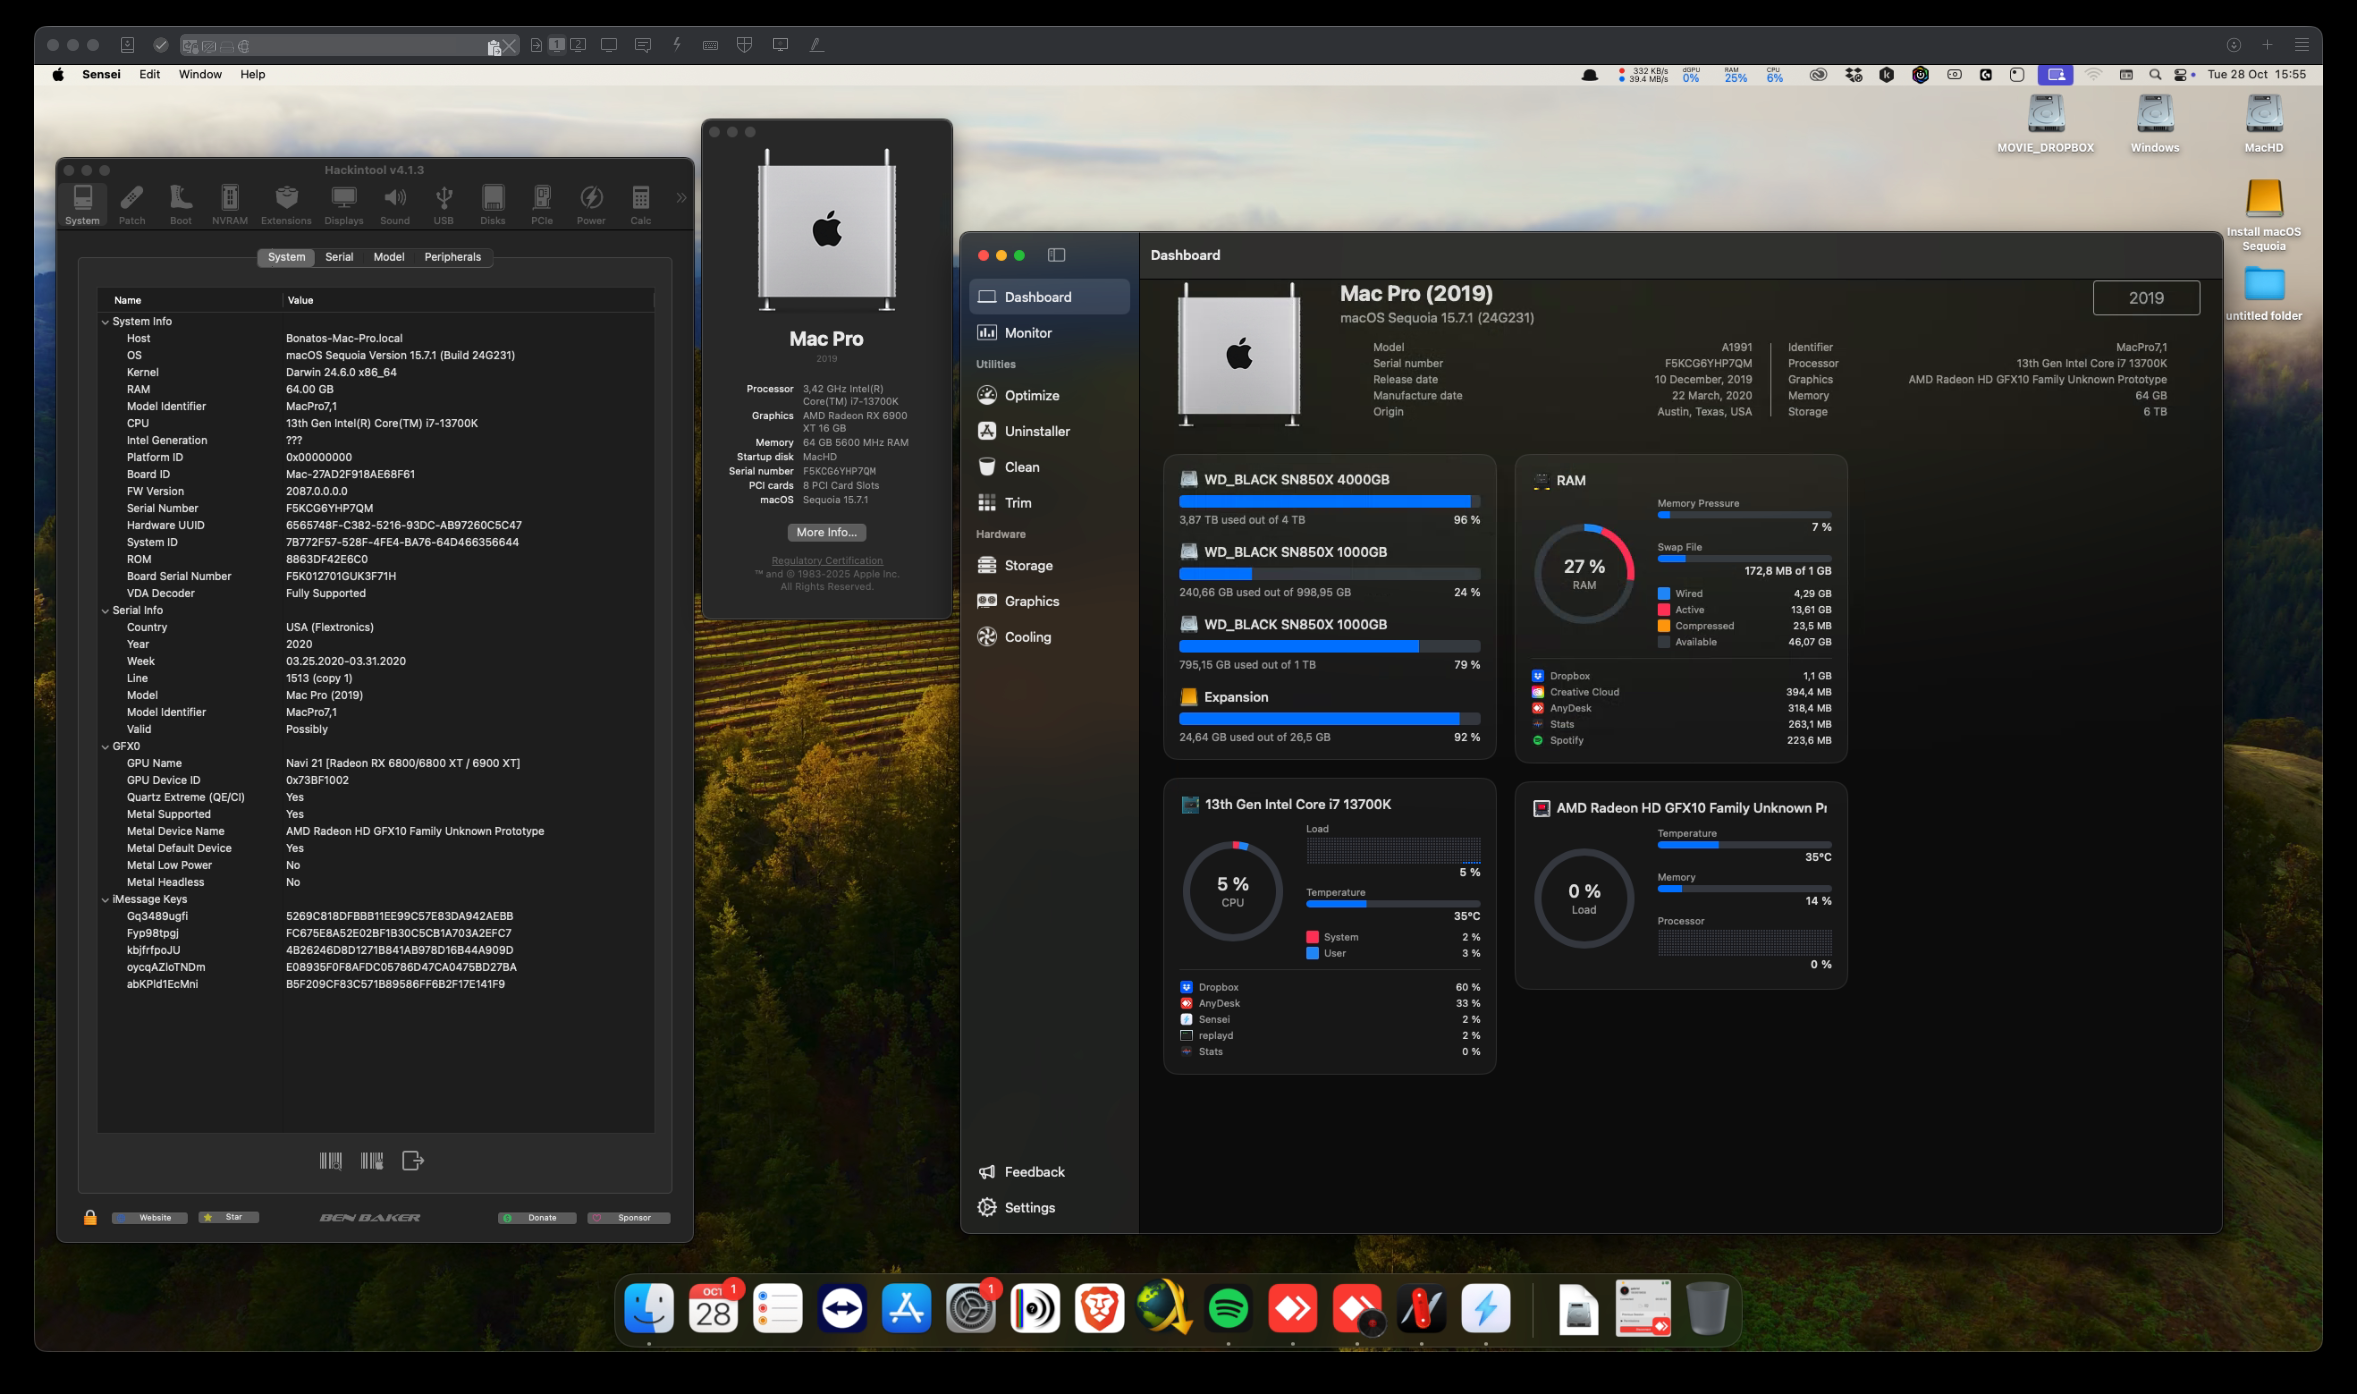 1
2
Sensei Edit Window Help
332 KB/s
39.4 MB/s
dGPU
0%
RAM
25%
CPU
6%
Tue 28 Oct 15:55
MOVIE_DROPBOX
Windows
MacHD
Install macOS
Sequoia
untitled folder
Hackintool v4.1.3
System Patch Boot NVRAM Extensions Displays Sound USB Disks PCIe Power Calc
System Serial Model Peripherals
Name Value
System Info
Host Bonatos-Mac-Pro.local
OS macOS Sequoia Version 15.7.1 (Build 24G231)
Kernel Darwin 24.6.0 x86_64
RAM 64.00 GB
Model Identifier MacPro7,1
CPU 13th Gen Intel(R) Core(TM) i7-13700K
Intel Generation ???
Platform ID 0x00000000
Board ID Mac-27AD2F918AE68F61
FW Version 2087.0.0.0.0
Serial Number F5KCG6YHP7QM
Hardware UUID 6565748F-C382-5216-93DC-AB97260C5C47
System ID 7B772F57-528F-4FE4-BA76-64D466356644
ROM 8863DF42E6C0
Board Serial Number F5K012701GUK3F71H
VDA Decoder Fully Supported
Serial Info
Country USA (Flextronics)
Year 2020
Week 03.25.2020-03.31.2020
Line 1513 (copy 1)
Model Mac Pro (2019)
Model Identifier MacPro7,1
Valid Possibly
GFX0
GPU Name Navi 21 [Radeon RX 6800/6800 XT / 6900 XT]
GPU Device ID 0x73BF1002
Quartz Extreme (QE/CI) Yes
Metal Supported Yes
Metal Device Name AMD Radeon HD GFX10 Family Unknown Prototype
Metal Default Device Yes
Metal Low Power No
Metal Headless No
iMessage Keys
Gq3489ugfi 5269C818DFBBB11EE99C57E83DA942AEBB
Fyp98tpgj FC675E8A52E02BF1B30C5CB1A703A2EFC7
kbjfrfpoJU 4B26246D8D1271B841AB978D16B44A909D
oycqAZloTNDm E08935F0F8AFDC05786D47CA0475BD27BA
abKPld1EcMni B5F209CF83C571B89586FF6B2F17E141F9
Website Star BEN BAKER Donate Sponsor
Mac Pro
2019
Processor 3,42 GHz Intel(R)
Core(TM) i7-13700K
Graphics AMD Radeon RX 6900
XT 16 GB
Memory 64 GB 5600 MHz RAM
Startup disk MacHD
Serial number F5KCG6YHP7QM
PCI cards 8 PCI Card Slots
macOS Sequoia 15.7.1
More Info...
Regulatory Certification
™ and © 1983-2025 Apple Inc.
All Rights Reserved.
Dashboard
Monitor
Utilities
Optimize
Uninstaller
Clean
Trim
Hardware
Storage
Graphics
Cooling
Feedback
Settings
Dashboard
Mac Pro (2019)
macOS Sequoia 15.7.1 (24G231)
2019
Model A1991
Serial number F5KCG6YHP7QM
Release date 10 December, 2019
Manufacture date 22 March, 2020
Origin Austin, Texas, USA
Identifier MacPro7,1
Processor 13th Gen Intel Core i7 13700K
Graphics AMD Radeon HD GFX10 Family Unknown Prototype
Memory 64 GB
Storage 6 TB
WD_BLACK SN850X 4000GB
3,87 TB used out of 4 TB 96 %
WD_BLACK SN850X 1000GB
240,66 GB used out of 998,95 GB 24 %
WD_BLACK SN850X 1000GB
795,15 GB used out of 1 TB 79 %
Expansion
24,64 GB used out of 26,5 GB 92 %
RAM
27 %
RAM
Memory Pressure
7 %
Swap File
172,8 MB of 1 GB
Wired 4,29 GB
Active 13,61 GB
Compressed 23,5 MB
Available 46,07 GB
Dropbox 1,1 GB
Creative Cloud 394,4 MB
AnyDesk 318,4 MB
Stats 263,1 MB
Spotify 223,6 MB
13th Gen Intel Core i7 13700K
5 %
CPU
Load
5 %
Temperature
35°C
System 2 %
User 3 %
Dropbox 60 %
AnyDesk 33 %
Sensei 2 %
replayd 2 %
Stats 0 %
AMD Radeon HD GFX10 Family Unknown Pr
0 %
Load
Temperature
35°C
Memory
14 %
Processor
0 %
OCT
28
1
1